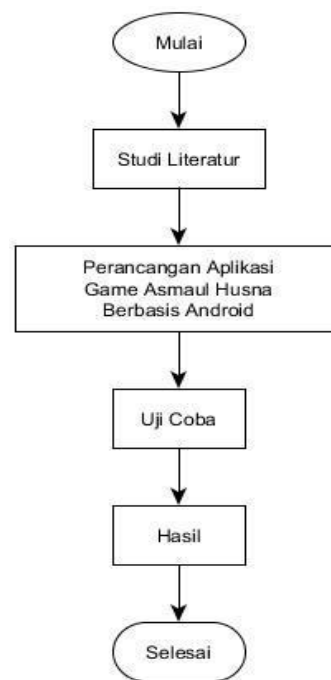 Mulai
Studi Literatur
Perancangan Aplikasi
Game Asmaul Husna
Berbasis Android
Uji Coba
Hasil
Selesai